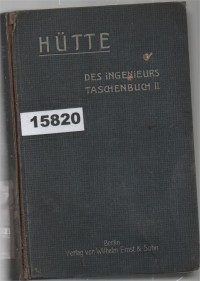 HÜTTE
DES INGENIEURS
TASCHENBUCH II.
15820
Berlin
Verlag von Wilhelm Ernst & Sohn